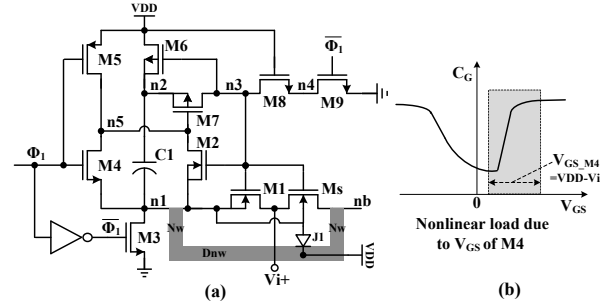 VDD
M6
M5
Φ̅1
n3
n4
n2
M8
M9
M7
n5
M2
Φ1
M4
C1
M1
Ms
n1
nb
Φ̅1
M3
Nw
Nw
J1
Dnw
VDD
Vi+
(a)
CG
0
VGS_M4
=VDD-Vi
VGS
Nonlinear load due
to VGS of M4
(b)